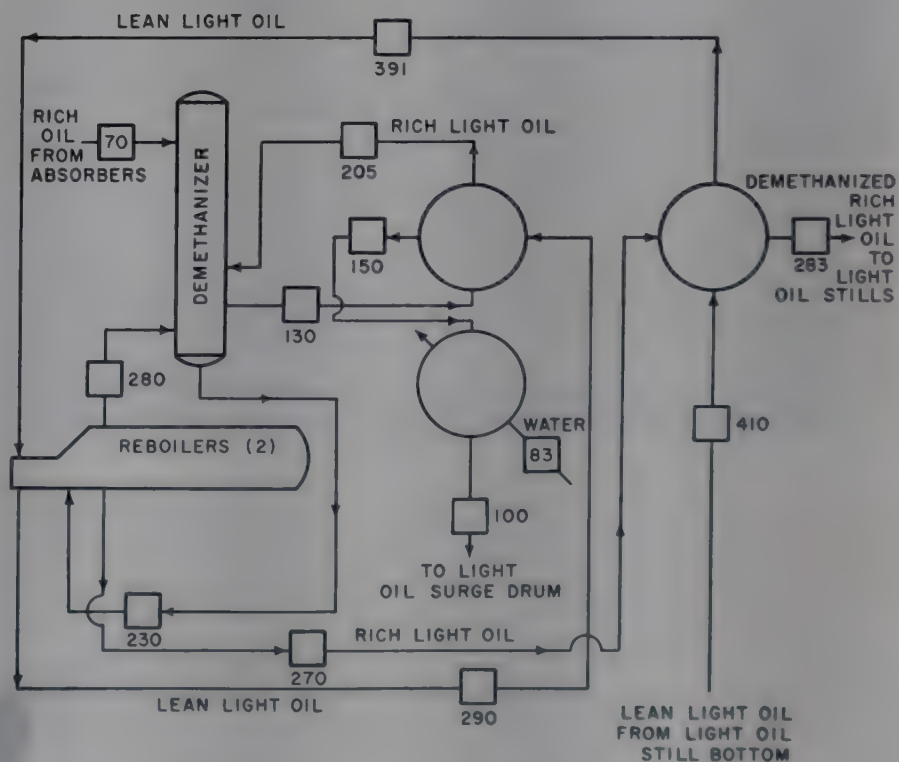 LEAN LIGHT OIL
391
RICH
OIL
FROM
ABSORBERS
70
DEMETHANIZER
RICH LIGHT OIL
205
150
130
280
DEMETHANIZED
RICH
LIGHT
OIL
TO
LIGHT
OIL STILLS
283
REBOILERS (2)
WATER
83
410
100
TO LIGHT
OIL SURGE DRUM
230
270
RICH LIGHT OIL
LEAN LIGHT OIL
290
LEAN LIGHT OIL
FROM LIGHT OIL
STILL BOTTOM